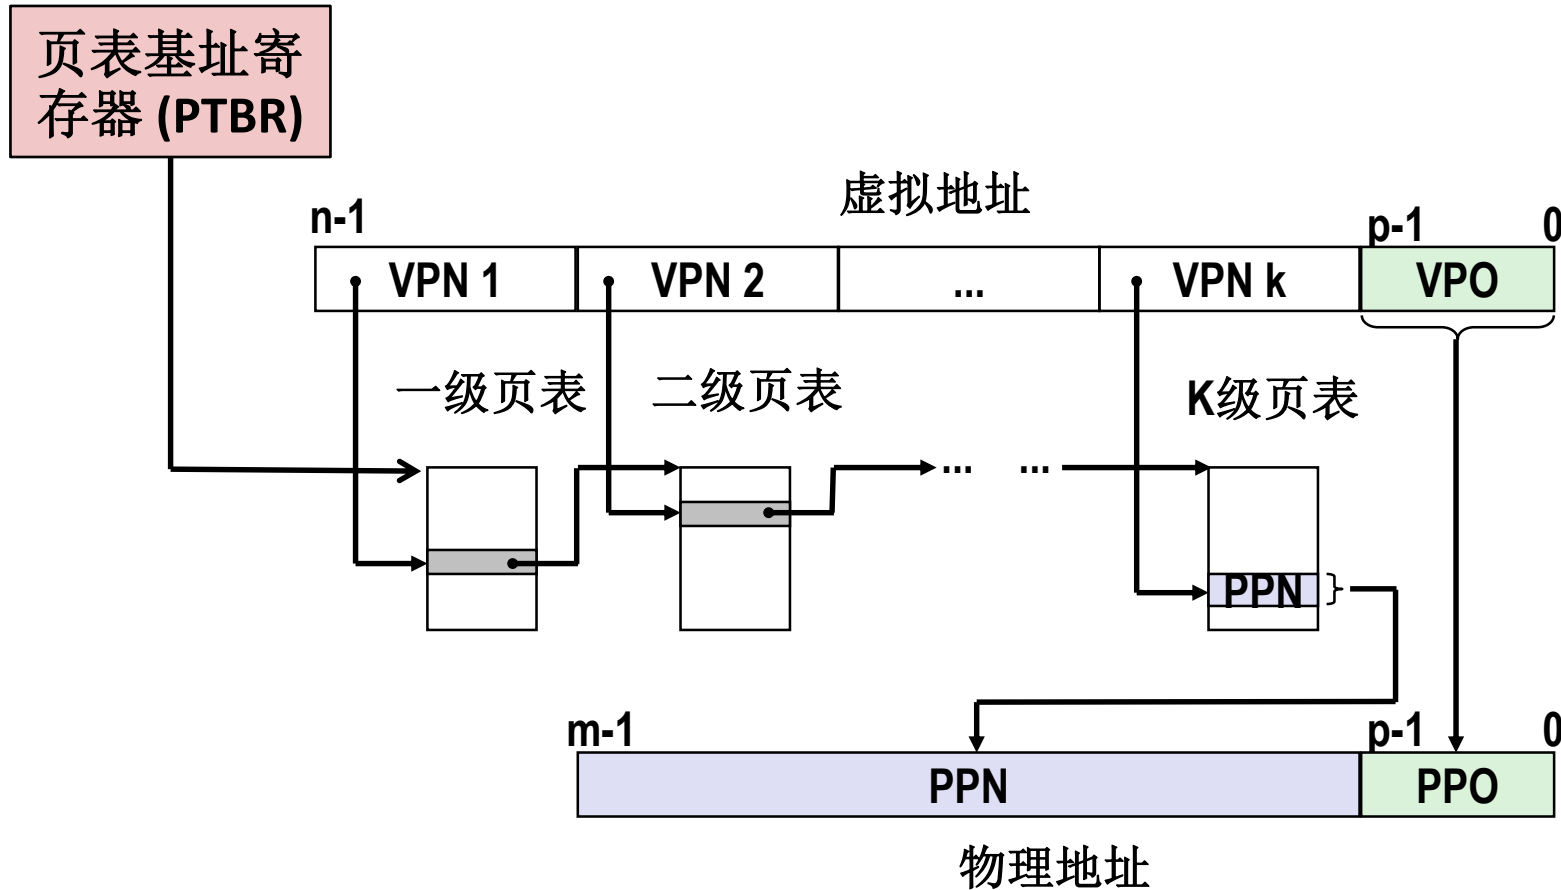 页表基址寄
存器 (PTBR)
虚拟地址
n-1
p-1
0
VPN 1
VPN 2
...
VPN k
VPO
一级页表
二级页表
K级页表
...
...
PPN
m-1
p-1
0
PPN
PPO
物理地址